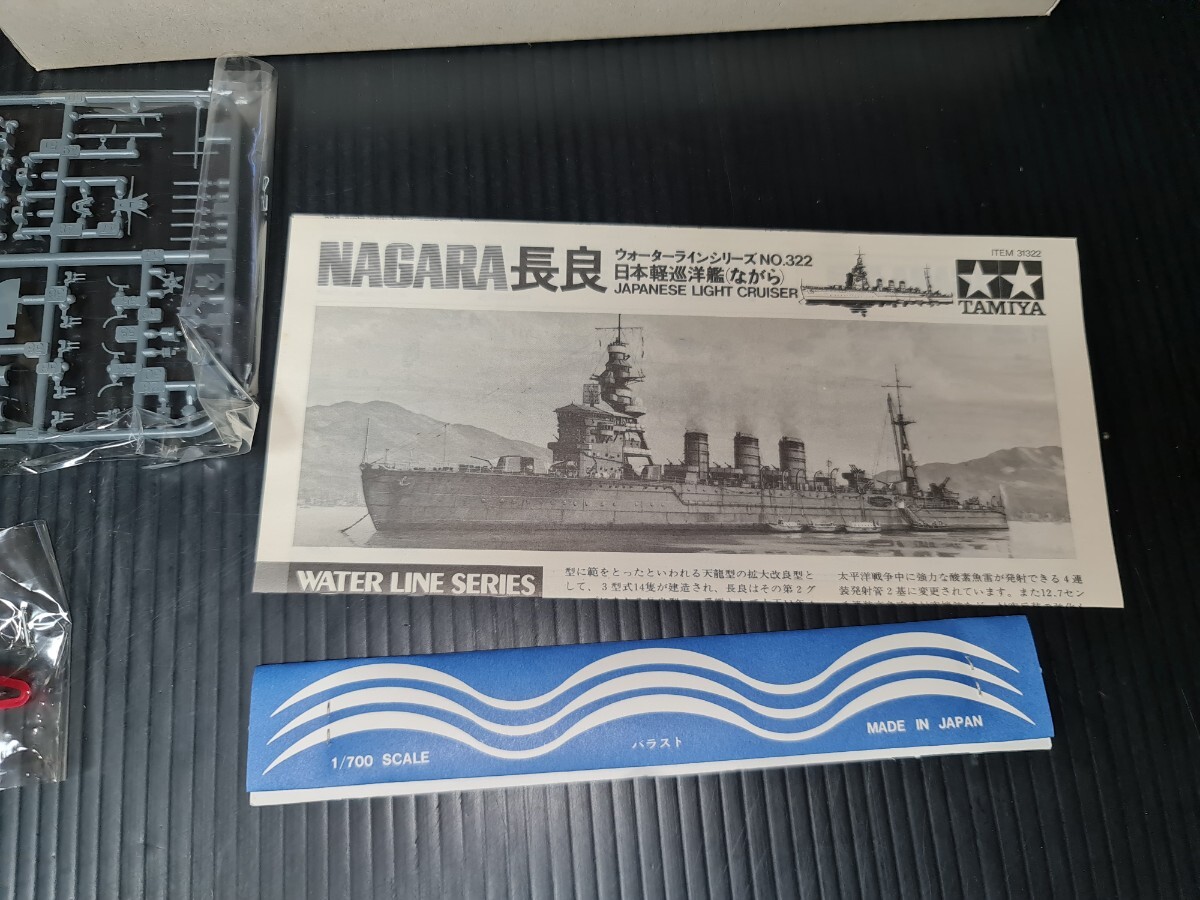 NAGARA 長良
ウォーターラインシリーズ NO.322
日本軽巡洋艦(ながら)
JAPANESE LIGHT CRUISER
ITEM 31322
TAMIYA
WATER LINE SERIES
型に範をとったといわれる天龍型の拡大改良型と
して、3型式14隻が建造され、長良はその第2グ
太平洋戦争中に強力な酸素魚雷が発射できる4連
装発射管2基に変更されています。また12.7セン
1/700 SCALE
バラスト
MADE IN JAPAN